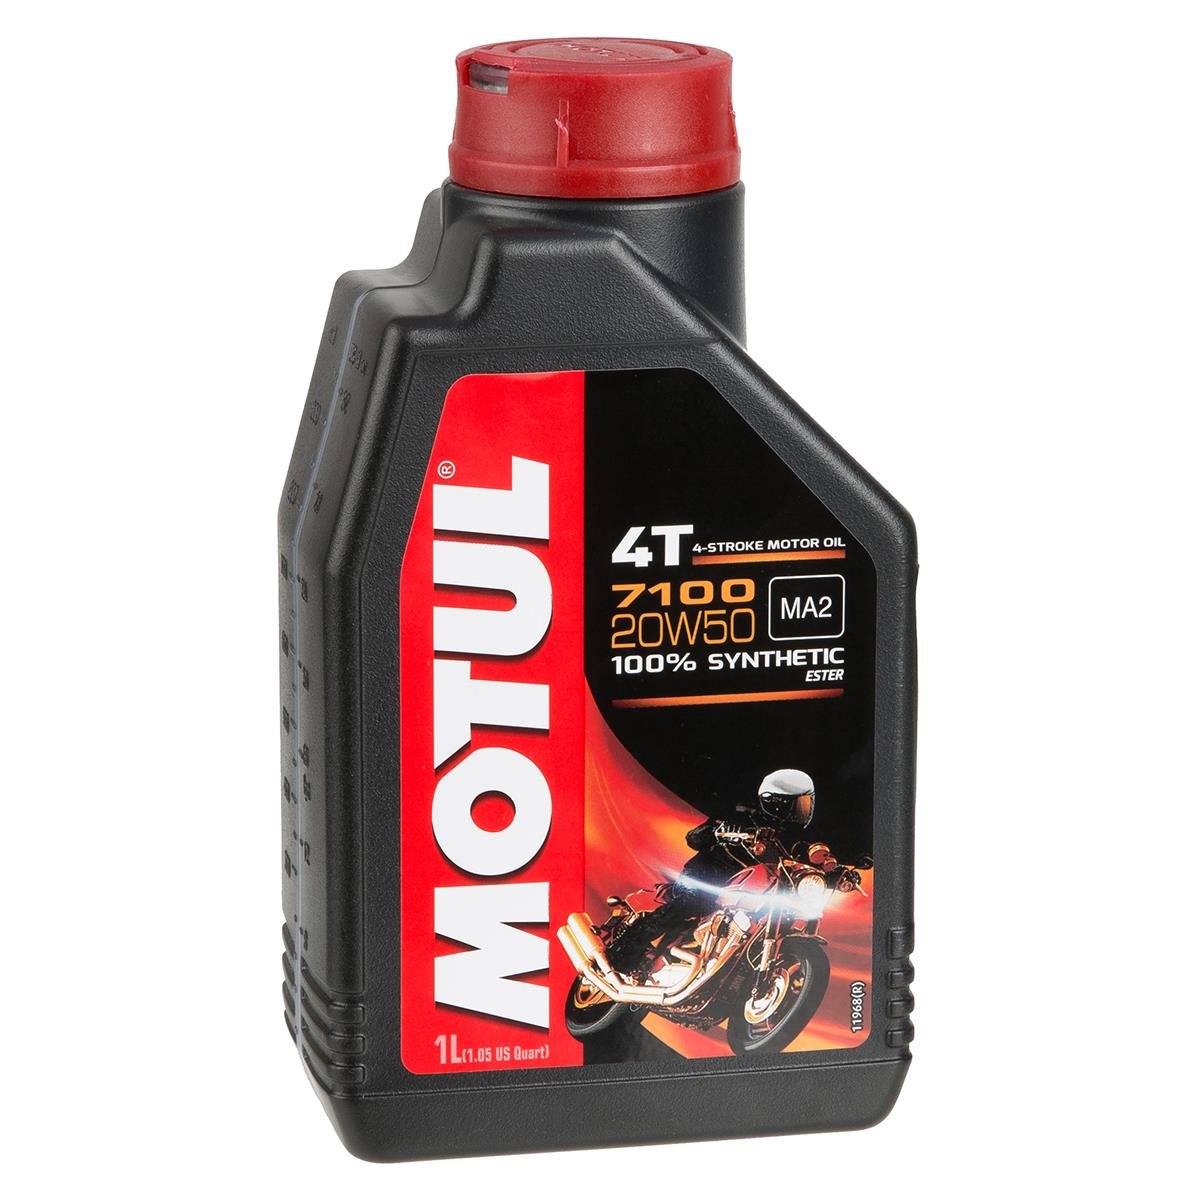 MOTUL®
4T 4-STROKE MOTOR OIL
7100
20W50 MA2
100% SYNTHETIC
ESTER
11968(R)
1L(1.05 US Quart)